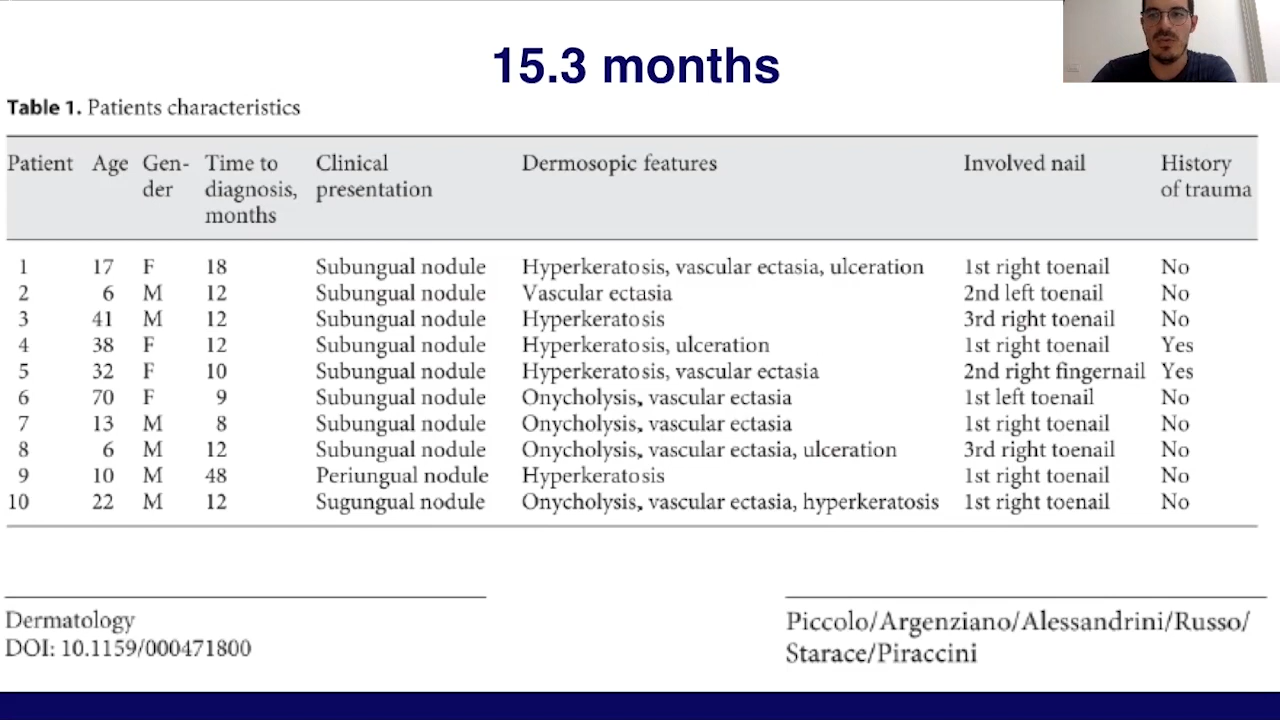 15.3 months
Table 1. Patients characteristics
Patient Age Gen- Time to Clinical Dermosopic features Involved nail History
der diagnosis, presentation of trauma
months
1 17 F 18 Subungual nodule Hyperkeratosis, vascular ectasia, ulceration 1st right toenail No
2 6 M 12 Subungual nodule Vascular ectasia 2nd left toenail No
3 41 M 12 Subungual nodule Hyperkeratosis 3rd right toenail No
4 38 F 12 Subungual nodule Hyperkeratosis, ulceration 1st right toenail Yes
5 32 F 10 Subungual nodule Hyperkeratosis, vascular ectasia 2nd right fingernail Yes
6 70 F 9 Subungual nodule Onycholysis, vascular ectasia 1st left toenail No
7 13 M 8 Subungual nodule Onycholysis, vascular ectasia 1st right toenail No
8 6 M 12 Subungual nodule Onycholysis, vascular ectasia, ulceration 3rd right toenail No
9 10 M 48 Periungual nodule Hyperkeratosis 1st right toenail No
10 22 M 12 Sugungual nodule Onycholysis, vascular ectasia, hyperkeratosis 1st right toenail No
Dermatology
DOI: 10.1159/000471800
Piccolo/Argenziano/Alessandrini/Russo/
Starace/Piraccini